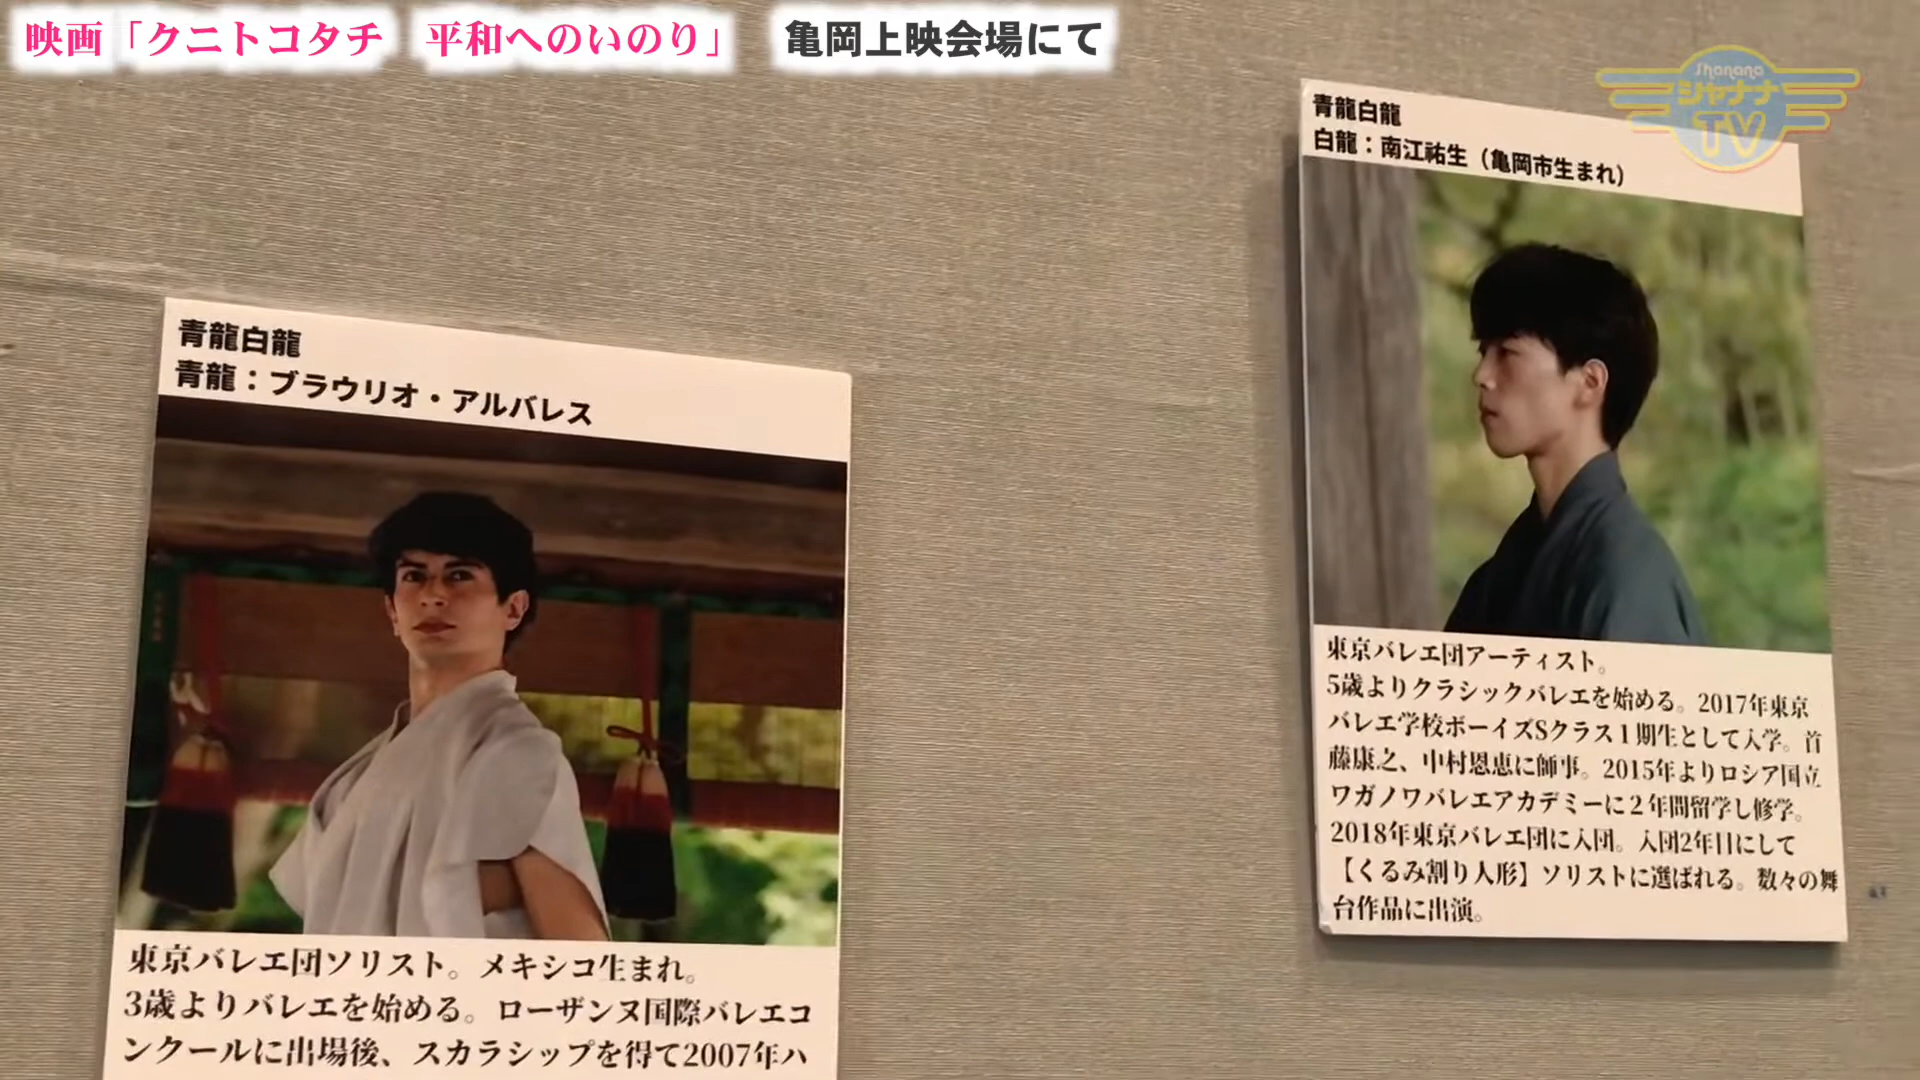 映画「クニトコタチ　平和へのいのり」　亀岡上映会場にて
Shanana
シャナナ
TV
青龍白龍
青龍：ブラウリオ・アルバレス
東京バレエ団ソリスト。メキシコ生まれ。
3歳よりバレエを始める。ローザンヌ国際バレエコ
ンクールに出場後、スカラシップを得て2007年ハ
青龍白龍
白龍：南江祐生（亀岡市生まれ）
東京バレエ団アーティスト。
5歳よりクラシックバレエを始める。2017年東京
バレエ学校ボーイズSクラス１期生として入学。首
藤康之、中村恩恵に師事。2015年よりロシア国立
ワガノワバレエアカデミーに２年間留学し修学。
2018年東京バレエ団に入団。入団2年目にして
【くるみ割り人形】ソリストに選ばれる。数々の舞
台作品に出演。